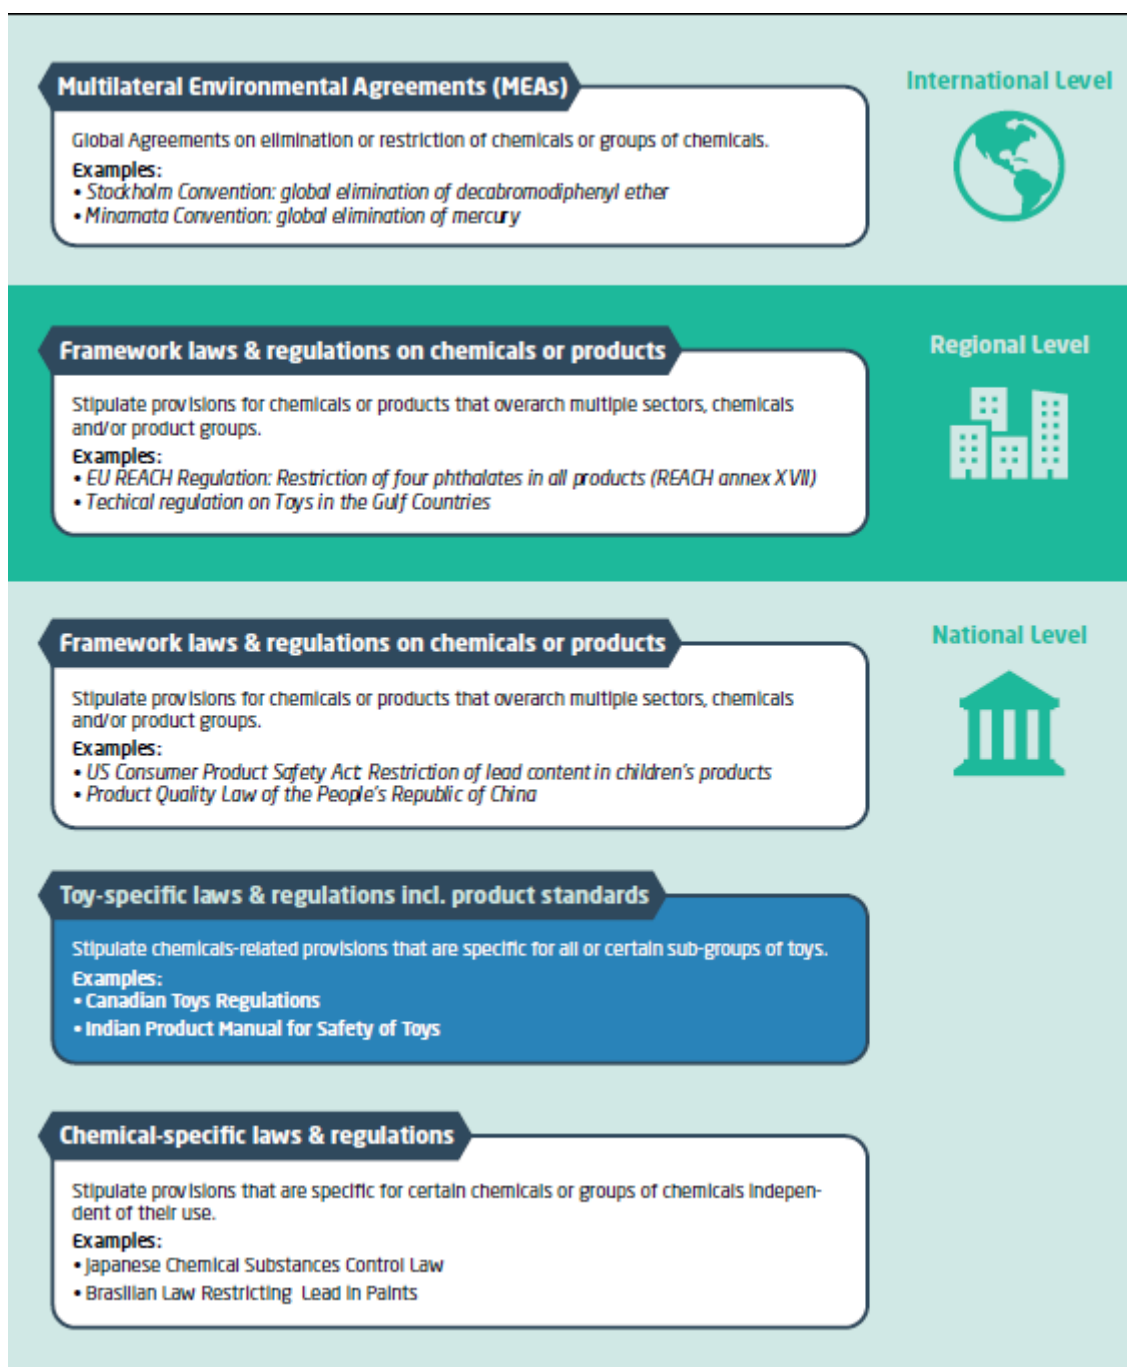 Multilateral Environmental Agreements (MEAs)
International Level
Global Agreements on elimination or restriction of chemicals or groups of chemicals.
Examples:
• Stockholm Convention: global elimination of decabromodiphenyl ether
• Minamata Convention: global elimination of mercury
Framework laws & regulations on chemicals or products
Regional Level
Stipulate provisions for chemicals or products that overarch multiple sectors, chemicals
and/or product groups.
Examples:
• EU REACH Regulation: Restriction of four phthalates in all products (REACH annex XVII)
• Techical regulation on Toys in the Gulf Countries
Framework laws & regulations on chemicals or products
National Level
Stipulate provisions for chemicals or products that overarch multiple sectors, chemicals
and/or product groups.
Examples:
• US Consumer Product Safety Act: Restriction of lead content in children's products
• Product Quality Law of the People's Republic of China
Toy-specific laws & regulations incl. product standards
Stipulate chemicals-related provisions that are specific for all or certain sub-groups of toys.
Examples:
• Canadian Toys Regulations
• Indian Product Manual for Safety of Toys
Chemical-specific laws & regulations
Stipulate provisions that are specific for certain chemicals or groups of chemicals indepen-
dent of their use.
Examples:
• Japanese Chemical Substances Control Law
• Brasilian Law Restricting Lead in Paints